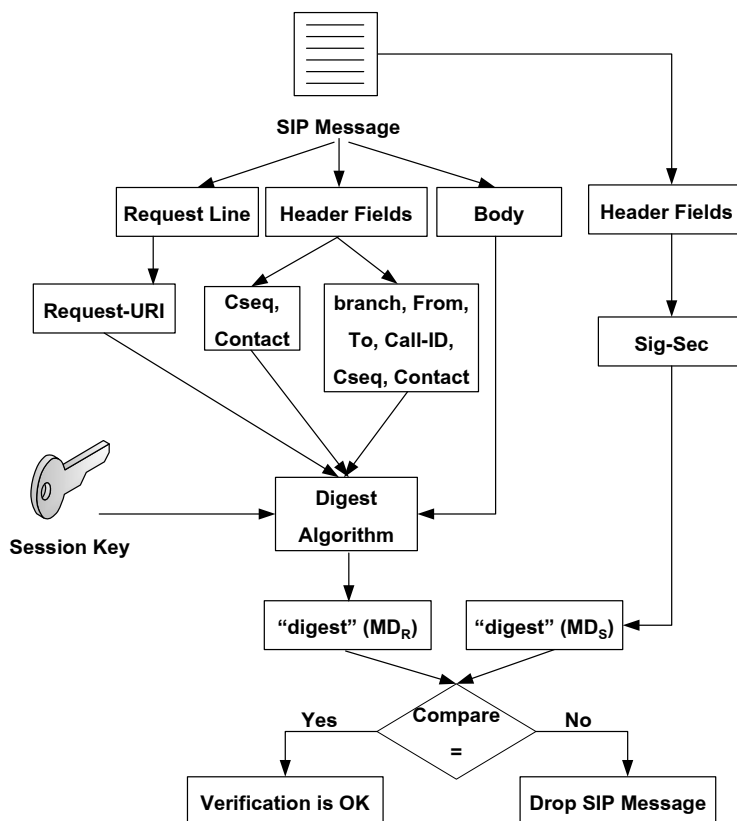 SIP Message
Request Line
Header Fields
Body
Header Fields
Request-URI
Cseq,
Contact
branch, From,
To, Call-ID,
Cseq, Contact
Sig-Sec
Session Key
Digest
Algorithm
“digest” (MDR)
“digest” (MDS)
Yes
Compare
=
No
Verification is OK
Drop SIP Message